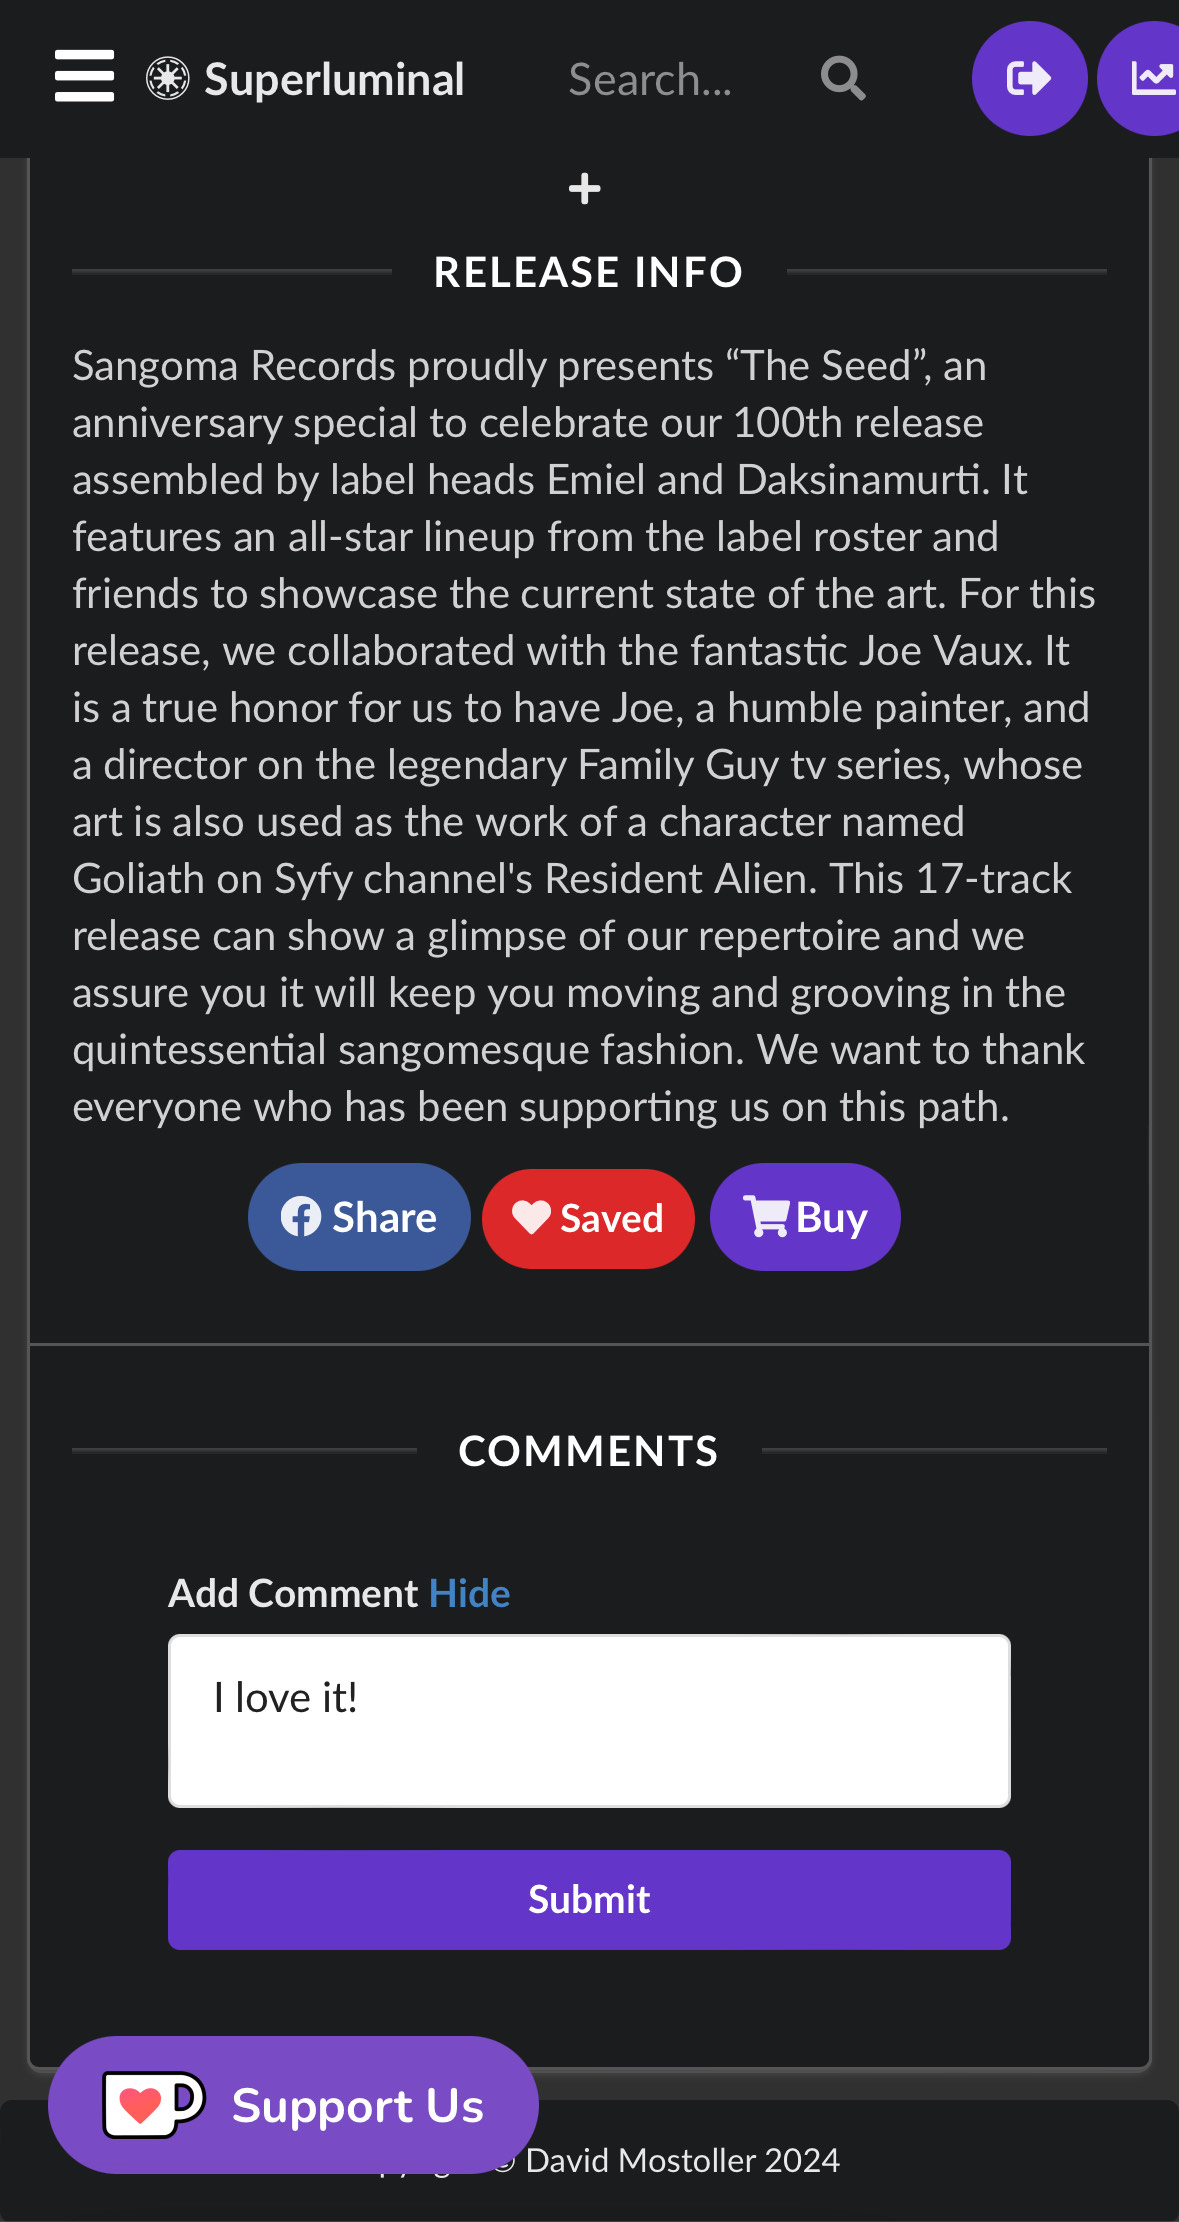 Superluminal
Search...
RELEASE INFO
Sangoma Records proudly presents “The Seed”, an
anniversary special to celebrate our 100th release
assembled by label heads Emiel and Daksinamurti. It
features an all-star lineup from the label roster and
friends to showcase the current state of the art. For this
release, we collaborated with the fantastic Joe Vaux. It
is a true honor for us to have Joe, a humble painter, and
a director on the legendary Family Guy tv series, whose
art is also used as the work of a character named
Goliath on Syfy channel's Resident Alien. This 17-track
release can show a glimpse of our repertoire and we
assure you it will keep you moving and grooving in the
quintessential sangomesque fashion. We want to thank
everyone who has been supporting us on this path.
Share
Saved
Buy
COMMENTS
Add Comment Hide
I love it!
Submit
Support Us
© David Mostoller 2024